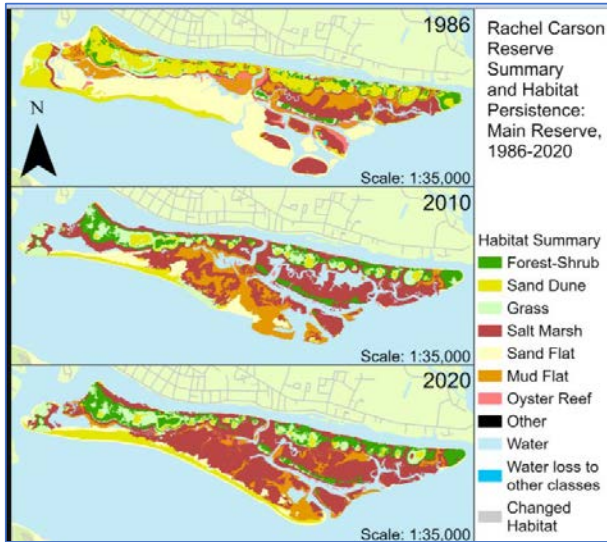 1986
N
Scale: 1:35,000
2010
Scale: 1:35,000
2020
Scale: 1:35,000
Rachel Carson
Reserve
Summary
and Habitat
Persistence:
Main Reserve,
1986-2020
Habitat Summary
Forest-Shrub
Sand Dune
Grass
Salt Marsh
Sand Flat
Mud Flat
Oyster Reef
Other
Water
Water loss to
other classes
Changed
Habitat